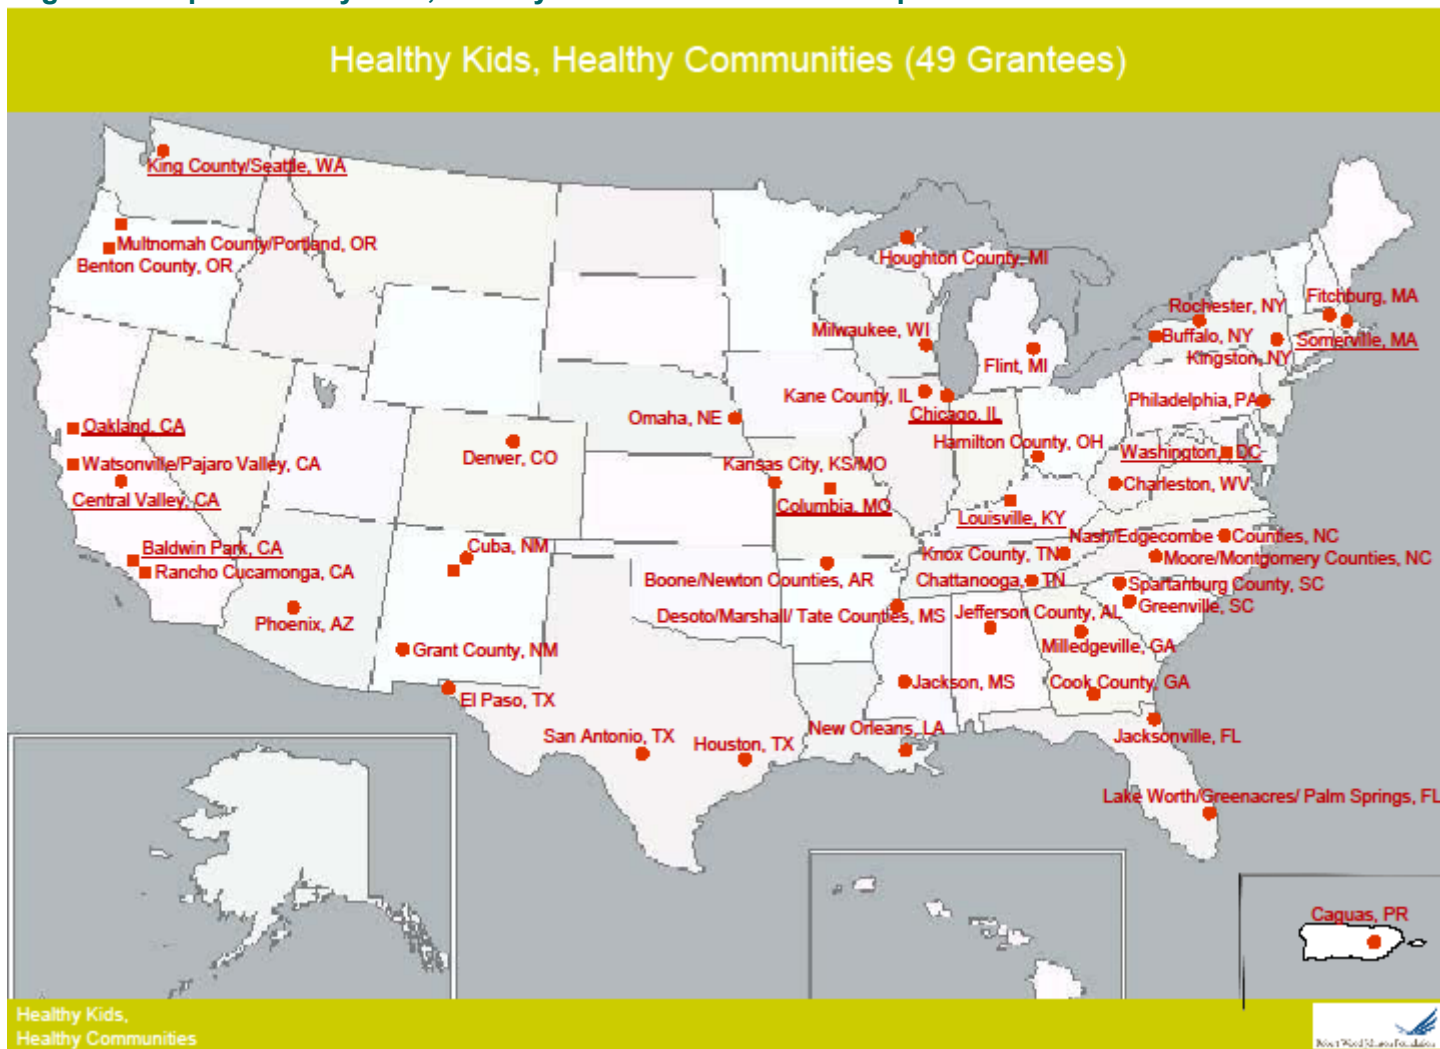 Healthy Kids, Healthy Communities (49 Grantees)
King County/Seattle, WA
Multnomah County/Portland, OR
Benton County, OR
Houghton County, MI
Rochester, NY
Fitchburg, MA
Milwaukee, WI
Buffalo, NY
Somerville, MA
Kingston, NY
Flint, MI
Kane County, IL
Chicago, IL
Philadelphia, PA
Omaha, NE
Oakland, CA
Denver, CO
Hamilton County, OH
Washington, DC
Watsonville/Pajaro Valley, CA
Kansas City, KS/MO
Charleston, WV
Central Valley, CA
Columbia, MO
Louisville, KY
Nash/Edgecombe Counties, NC
Baldwin Park, CA
Cuba, NM
Knox County, TN
Moore/Montgomery Counties, NC
Rancho Cucamonga, CA
Boone/Newton Counties, AR
Chattanooga, TN
Spartanburg County, SC
Greenville, SC
Phoenix, AZ
Desoto/Marshall/ Tate Counties, MS
Jefferson County, AL
Grant County, NM
Milledgeville, GA
Jackson, MS
Cook County, GA
El Paso, TX
San Antonio, TX
Houston, TX
New Orleans, LA
Jacksonville, FL
Lake Worth/Greenacres/ Palm Springs, FL
Caguas, PR
Healthy Kids,
Healthy Communities
Robert Wood Johnson Foundation